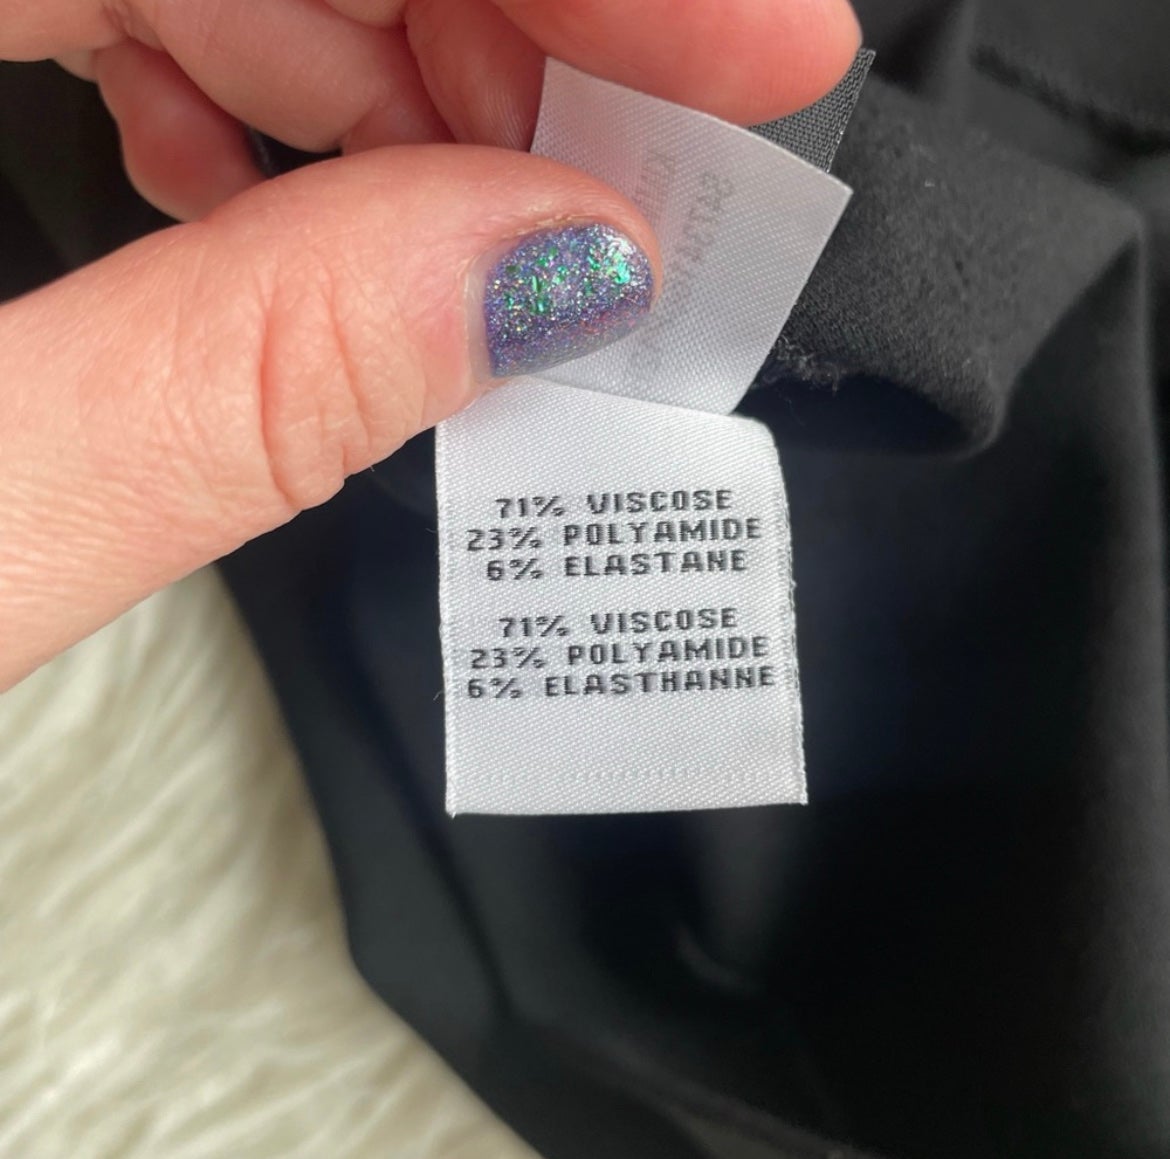 71% VISCOSE
23% POLYAMIDE
6% ELASTANE
71% VISCOSE
23% POLYAMIDE
6% ELASTHANNE